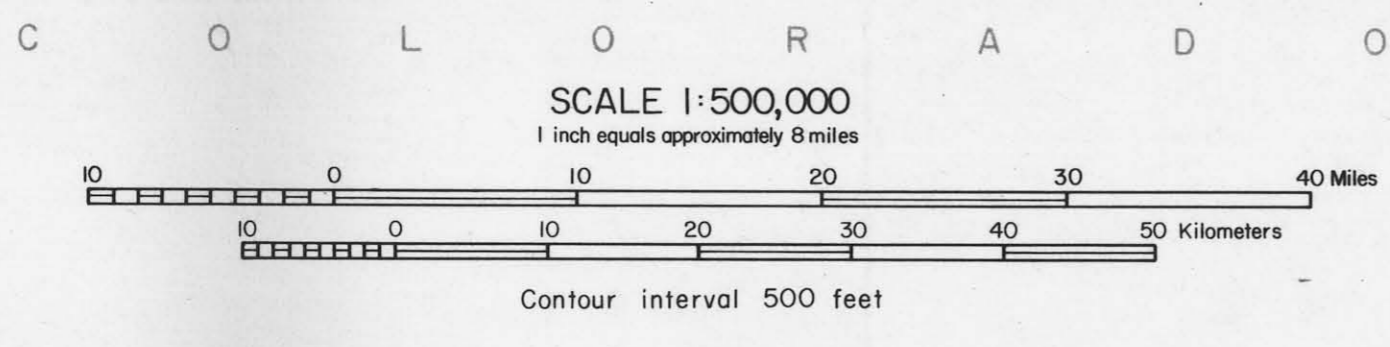 C O L O R A D O
SCALE 1:500,000
1 inch equals approximately 8 miles
10 0 10 20 30 40 Miles
10 0 10 20 30 40 50 Kilometers
Contour interval 500 feet